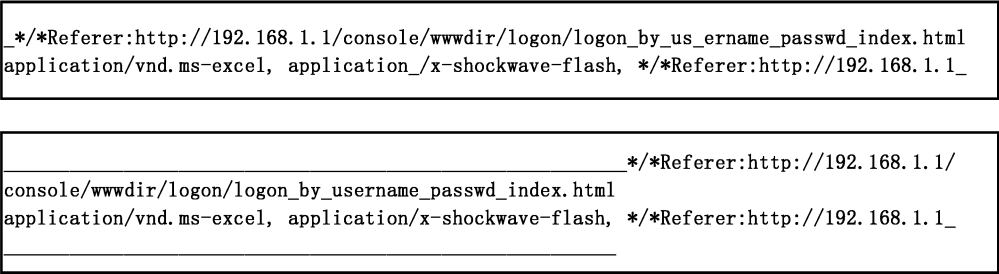 _*/*Referer:http://192.168.1.1/console/wwwdir/logon/logon_by_us_ername_passwd_index.html
application/vnd.ms-excel, application_/x-shockwave-flash, */*Referer:http://192.168.1.1_
_________________________________________________________*/*Referer:http://192.168.1.1/
console/wwwdir/logon/logon_by_username_passwd_index.html
application/vnd.ms-excel, application/x-shockwave-flash, */*Referer:http://192.168.1.1_
________________________________________________________